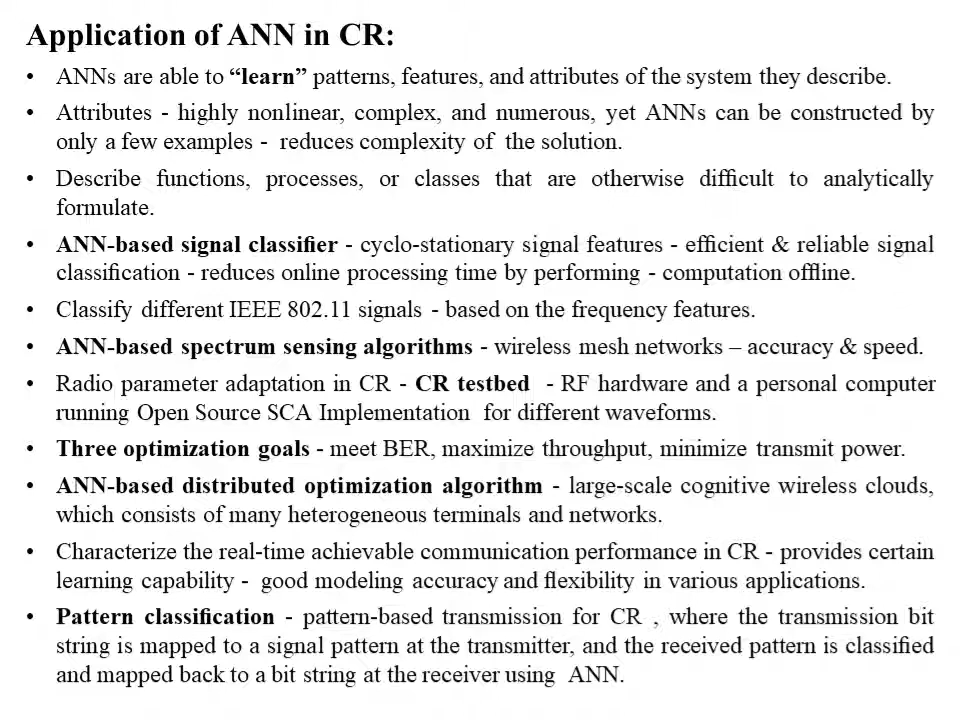 Application of ANN in CR:
• ANNs are able to “learn” patterns, features, and attributes of the system they describe.
• Attributes - highly nonlinear, complex, and numerous, yet ANNs can be constructed by
only a few examples - reduces complexity of the solution.
• Describe functions, processes, or classes that are otherwise difficult to analytically
formulate.
• ANN-based signal classifier - cyclo-stationary signal features - efficient & reliable signal
classification - reduces online processing time by performing - computation offline.
• Classify different IEEE 802.11 signals - based on the frequency features.
• ANN-based spectrum sensing algorithms - wireless mesh networks – accuracy & speed.
• Radio parameter adaptation in CR - CR testbed - RF hardware and a personal computer
running Open Source SCA Implementation for different waveforms.
• Three optimization goals - meet BER, maximize throughput, minimize transmit power.
• ANN-based distributed optimization algorithm - large-scale cognitive wireless clouds,
which consists of many heterogeneous terminals and networks.
• Characterize the real-time achievable communication performance in CR - provides certain
learning capability - good modeling accuracy and flexibility in various applications.
• Pattern classification - pattern-based transmission for CR , where the transmission bit
string is mapped to a signal pattern at the transmitter, and the received pattern is classified
and mapped back to a bit string at the receiver using ANN.